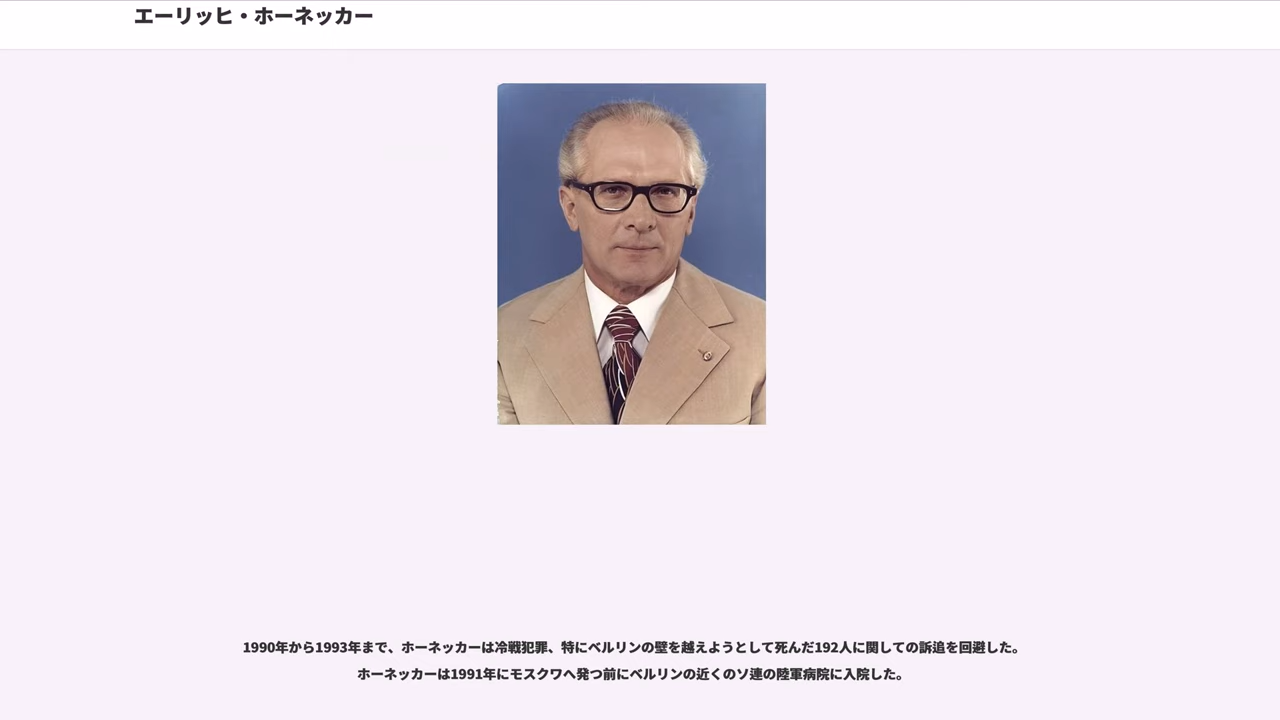 エーリッヒ・ホーネッカー
1990年から1993年まで、ホーネッカーは冷戦犯罪、特にベルリンの壁を越えようとして死んだ192人に関しての訴追を回避した。
ホーネッカーは1991年にモスクワへ発つ前にベルリンの近くのソ連の陸軍病院に入院した。